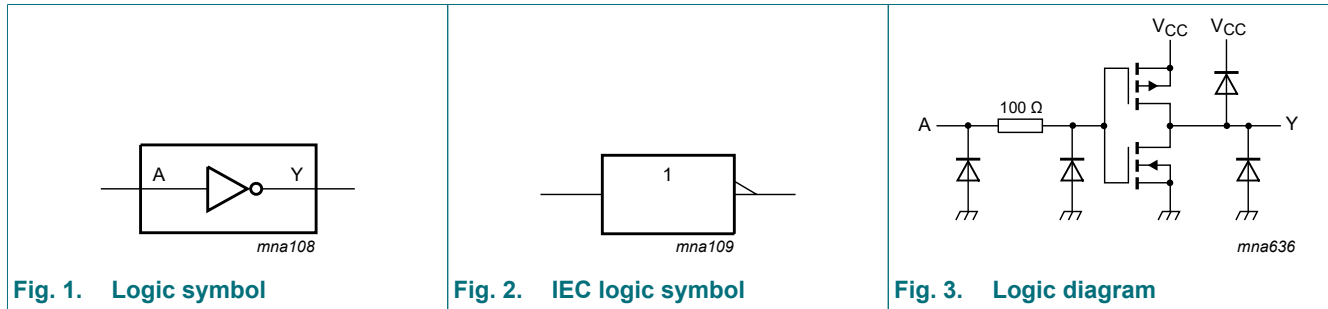 A Y
mna108
Fig. 1. Logic symbol
1
mna109
Fig. 2. IEC logic symbol
VCC VCC
100 Ω
A Y
mna636
Fig. 3. Logic diagram